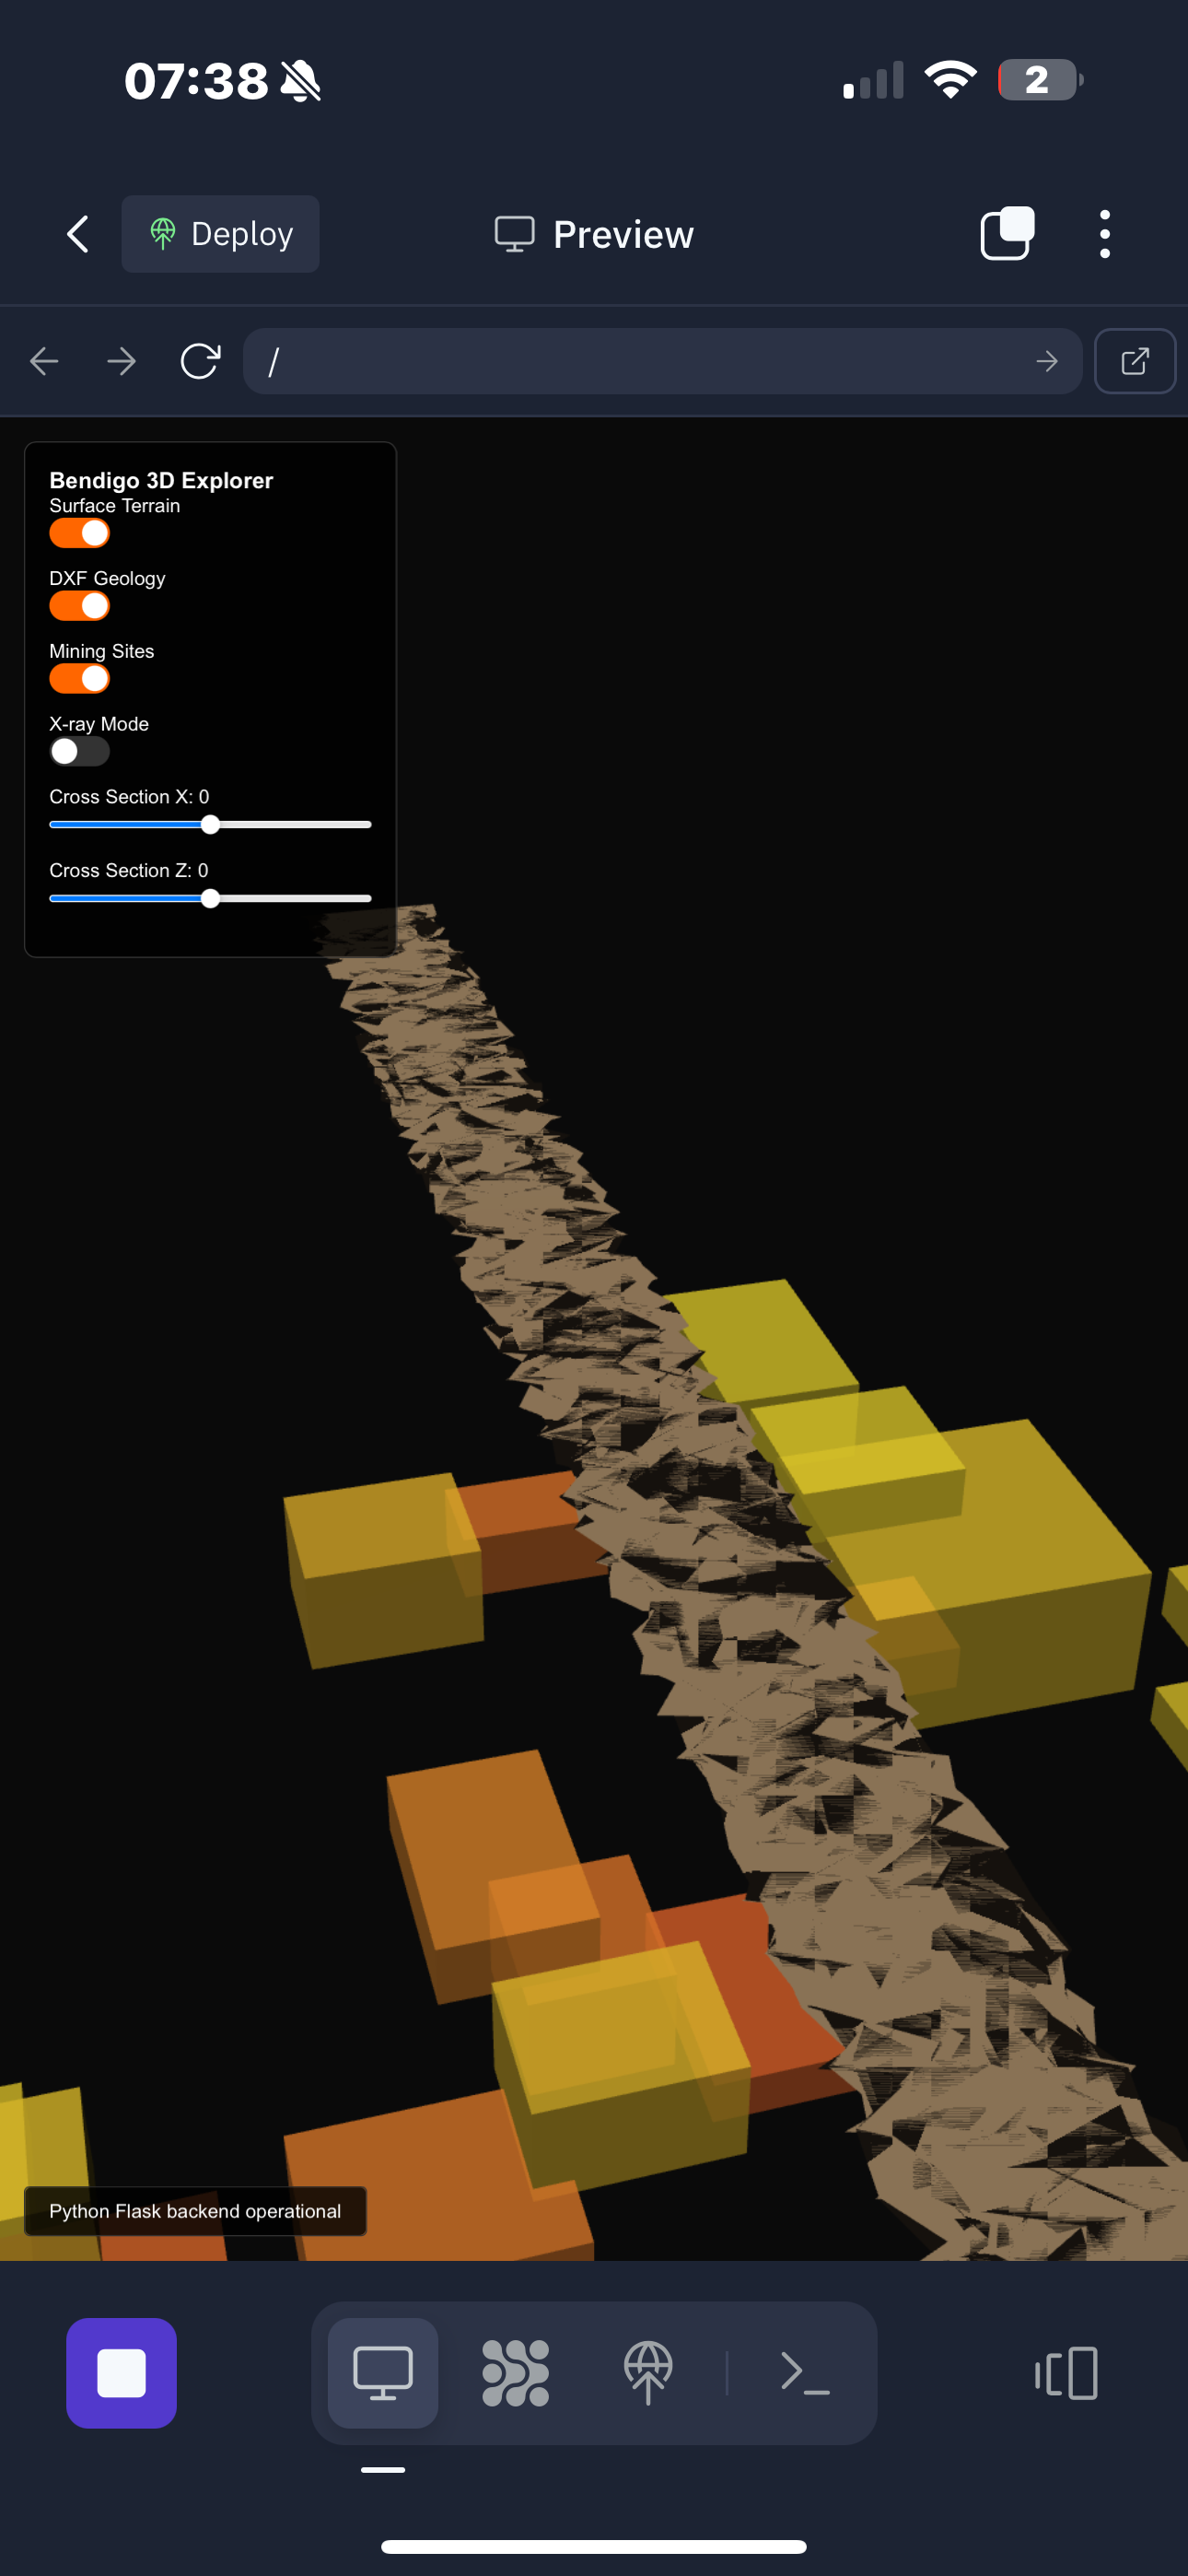 07:38
2
Deploy
Preview
/
Bendigo 3D Explorer
Surface Terrain
DXF Geology
Mining Sites
X-ray Mode
Cross Section X: 0
Cross Section Z: 0
Python Flask backend operational